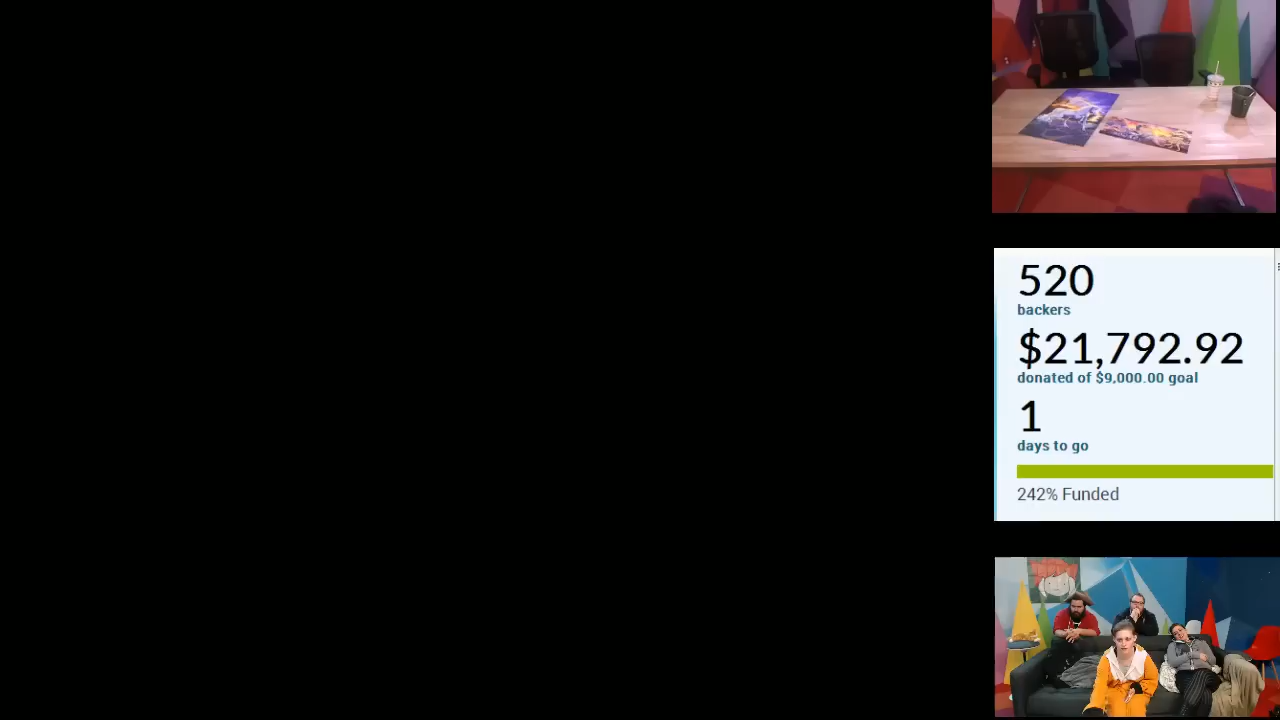 520
backers
$21,792.92
donated of $9,000.00 goal
1
days to go
242% Funded